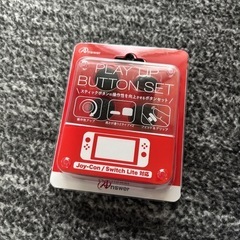 Answer
PLAY UP
BUTTON SET
スティックボタンの操作性を向上させるボタンセット
Joy-Con / Switch Lite 対応
Answer